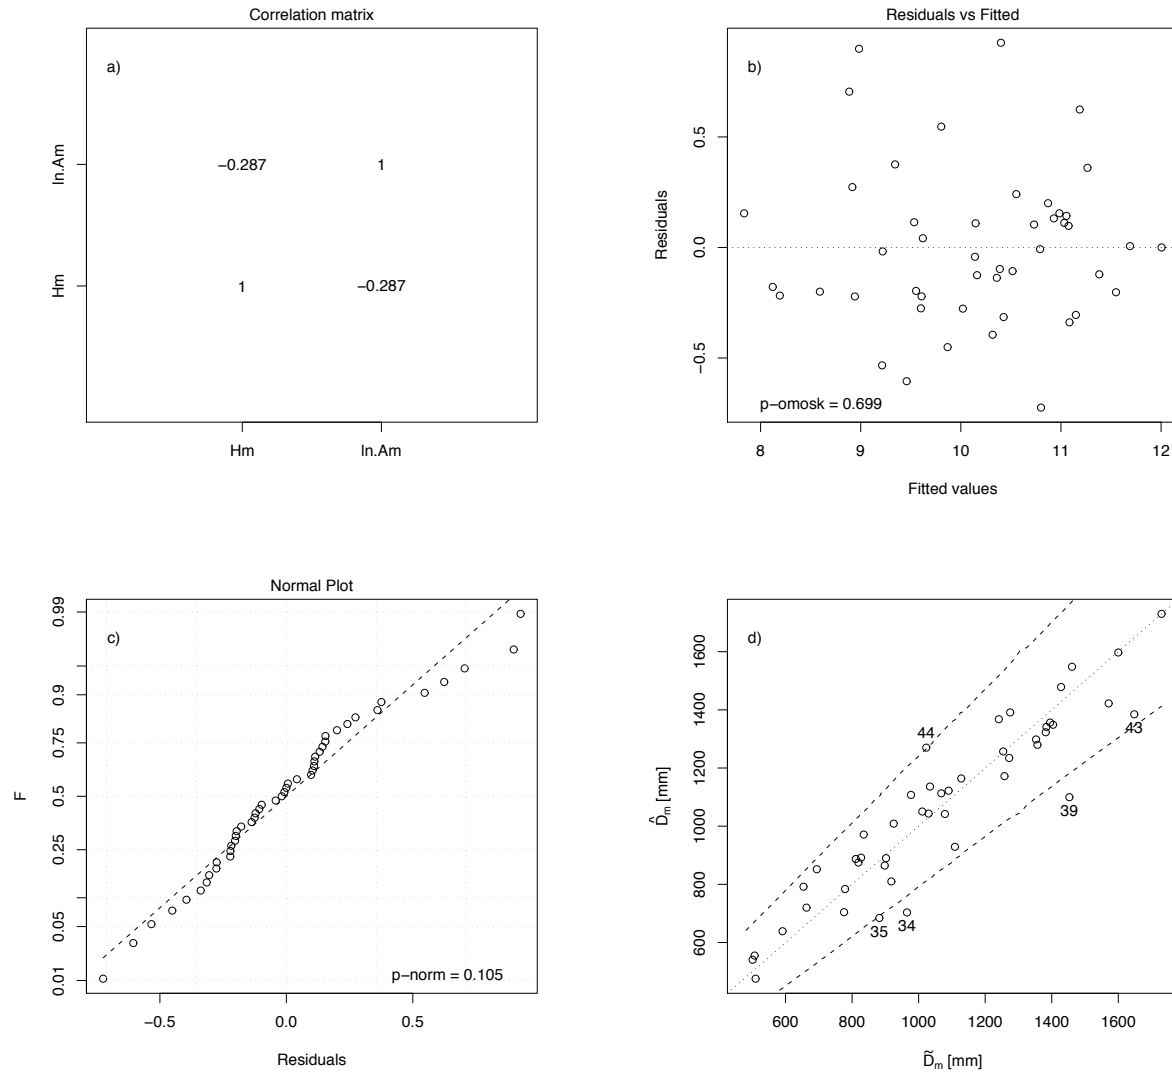 Correlation matrix
a)
ln.Am
−0.287
1
Hm
1
−0.287
Hm
ln.Am
Residuals vs Fitted
b)
Residuals
0.5
0.0
−0.5
p−omosk = 0.699
8
9
10
11
12
Fitted values
Normal Plot
c)
F
0.99
0.9
0.75
0.5
0.25
0.05
0.01
p−norm = 0.105
−0.5
0.0
0.5
Residuals
d)
D̂m [mm]
1600
1400
1200
1000
800
600
44
43
39
35
34
600
800
1000
1200
1400
1600
D̃m [mm]